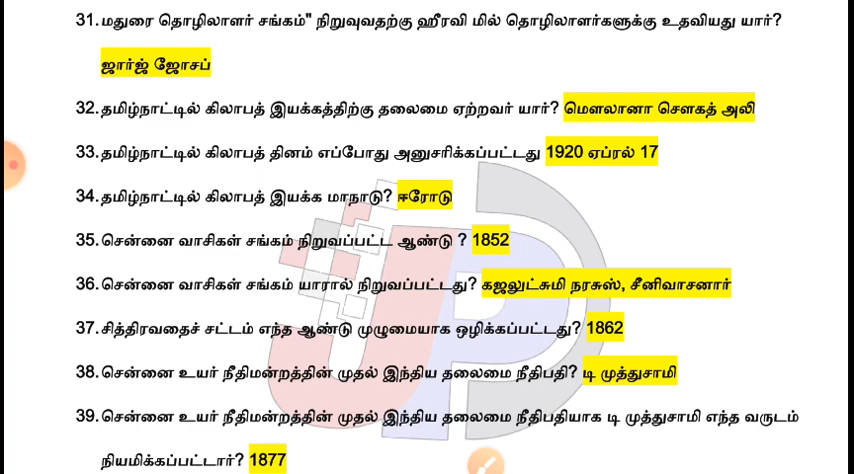 31. மதுரை தொழிலாளர் சங்கம்" நிறுவுவதற்கு ஹீரவி மில் தொழிலாளர்களுக்கு உதவியது யார்?
ஜார்ஜ் ஜோசப்
32. தமிழ்நாட்டில் கிலாபத் இயக்கத்திற்கு தலைமை ஏற்றவர் யார்? மௌலானா சௌகத் அலி
33. தமிழ்நாட்டில் கிலாபத் தினம் எப்போது அனுசரிக்கப்பட்டது 1920 ஏப்ரல் 17
34. தமிழ்நாட்டில் கிலாபத் இயக்க மாநாடு? ஈரோடு
35. சென்னை வாசிகள் சங்கம் நிறுவப்பட்ட ஆண்டு ? 1852
36. சென்னை வாசிகள் சங்கம் யாரால் நிறுவப்பட்டது? கஜலுட்சுமி நரசுஸ், சீனிவாசனார்
37. சித்திரவதைச் சட்டம் எந்த ஆண்டு முழுமையாக ஒழிக்கப்பட்டது? 1862
38. சென்னை உயர் நீதிமன்றத்தின் முதல் இந்திய தலைமை நீதிபதி? டி முத்துசாமி
39. சென்னை உயர் நீதிமன்றத்தின் முதல் இந்திய தலைமை நீதிபதியாக டி முத்துசாமி எந்த வருடம்
நியமிக்கப்பட்டார்? 1877